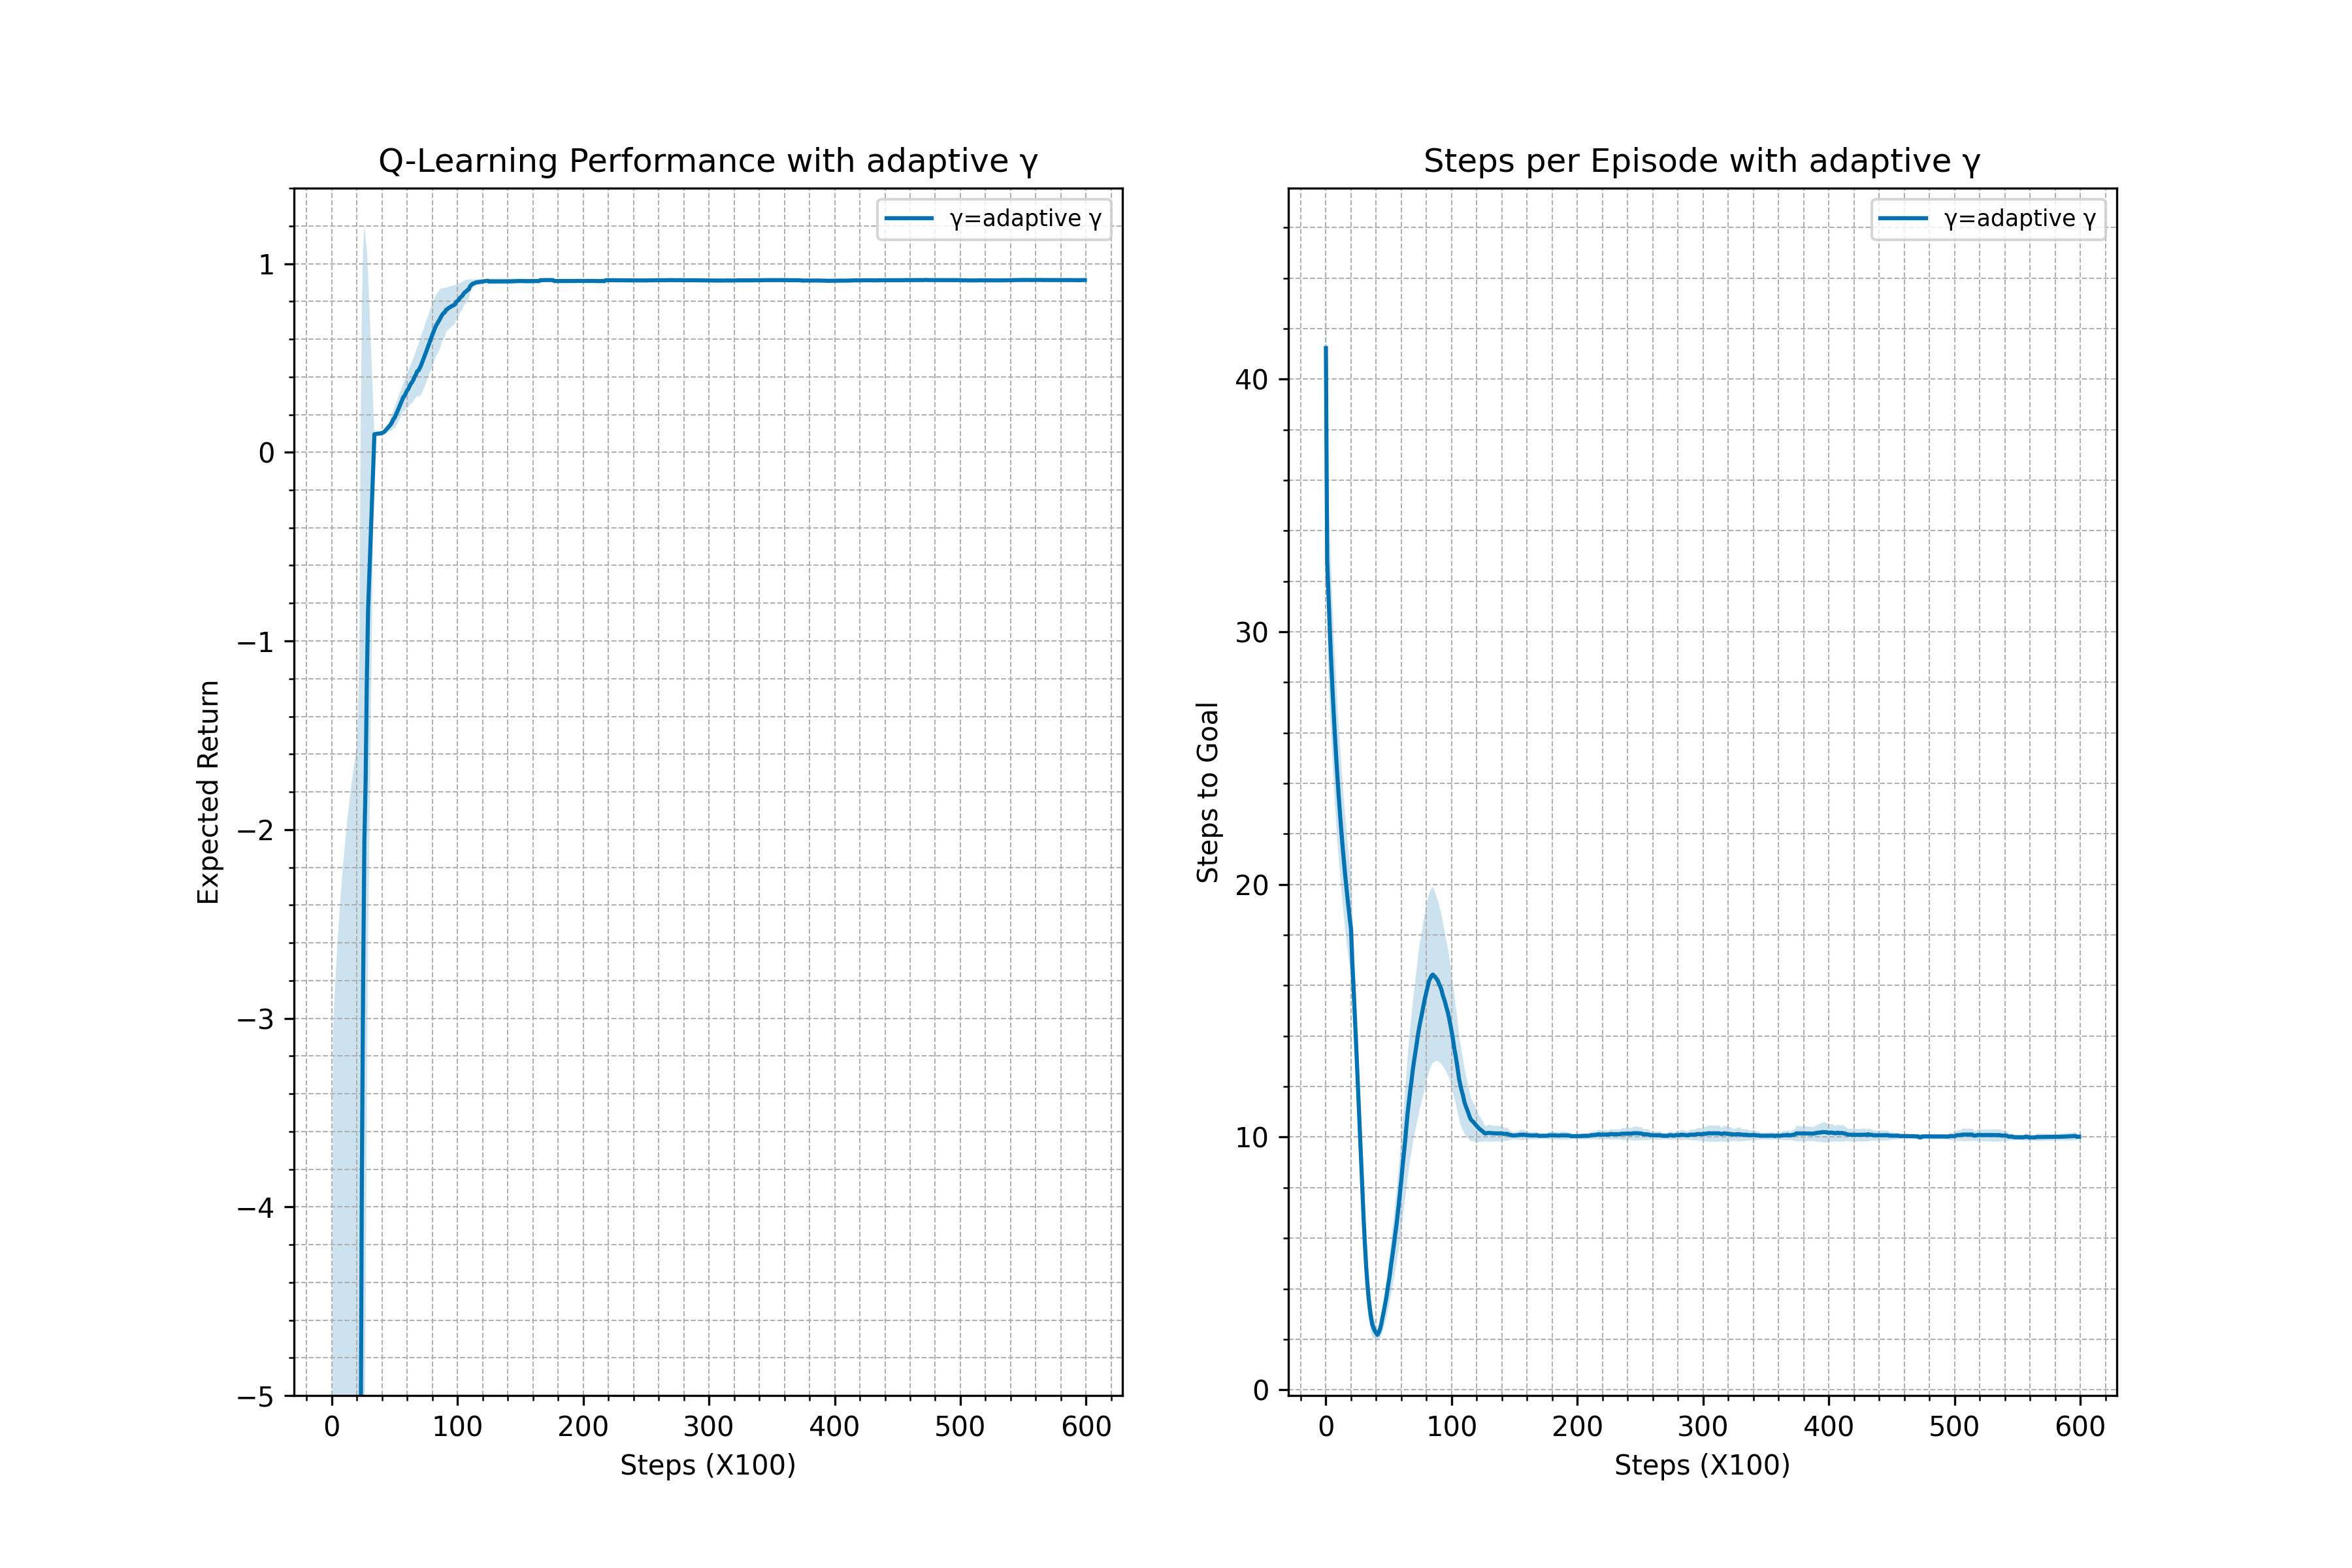 Q-Learning Performance with adaptive γ
γ=adaptive γ
1
0
−1
−2
−3
−4
−5
Expected Return
0 100 200 300 400 500 600
Steps (X100)
Steps per Episode with adaptive γ
γ=adaptive γ
40
30
20
10
0
Steps to Goal
0 100 200 300 400 500 600
Steps (X100)